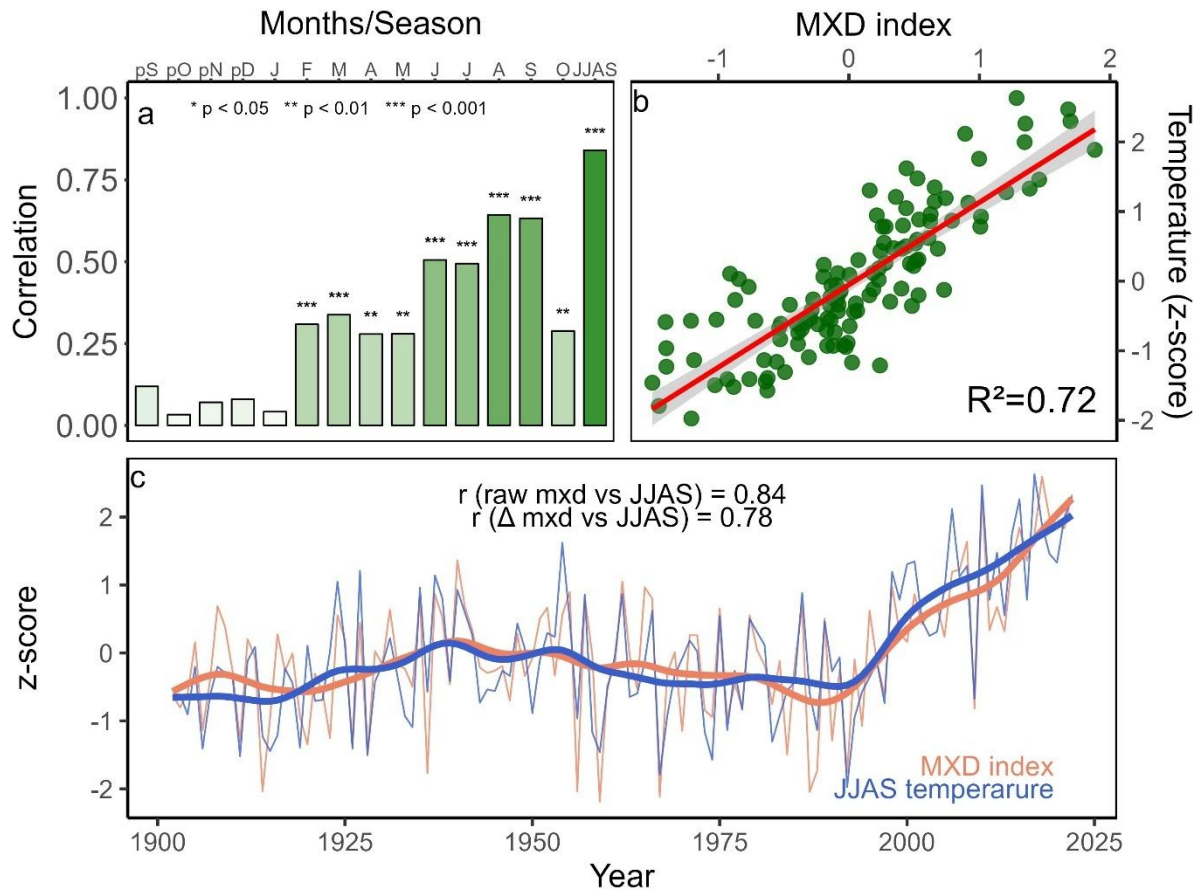 Months/Season
MXD index
pS pO pN pD J F M A M J J A S O JJAS
-1 0 1 2
a
* p < 0.05 ** p < 0.01 *** p < 0.001
1.00
0.75
0.50
0.25
0.00
Correlation
*** *** ** ** *** *** *** *** ** ***
b
R²=0.72
2
1
0
-1
-2
Temperature (z-score)
c
r (raw mxd vs JJAS) = 0.84
r (Δ mxd vs JJAS) = 0.78
2
1
0
-1
-2
z-score
MXD index
JJAS temperarure
1900 1925 1950 1975 2000 2025
Year